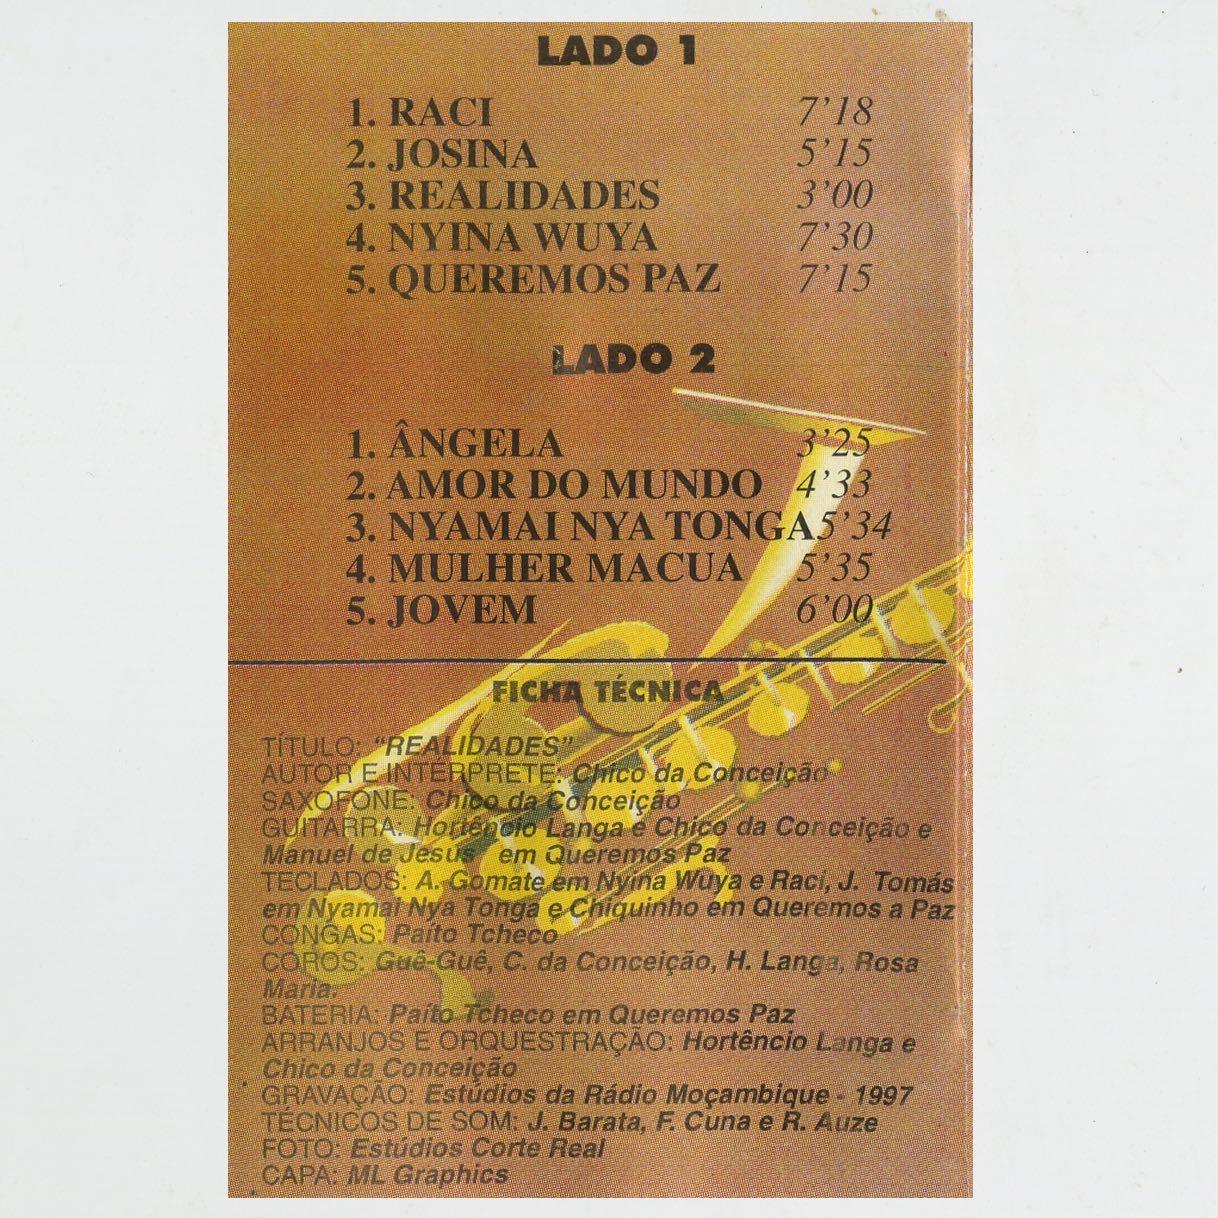 LADO 1
1. RACI 7’18
2. JOSINA 5’15
3. REALIDADES 3’00
4. NYINA WUYA 7’30
5. QUEREMOS PAZ 7’15
LADO 2
1. ÂNGELA 3’25
2. AMOR DO MUNDO 4’33
3. NYAMAI NYA TONGA 5’34
4. MULHER MACUA 5’35
5. JOVEM 6’00
FICHA TÉCNICA
TÍTULO: “REALIDADES”
AUTOR E INTÉRPRETE: Chico da Conceição
SAXOFONE: Chico da Conceição
GUITARRA: Hortêncio Langa e Chico da Conceição e
Manuel de Jesus em Queremos Paz
TECLADOS: A. Gomate em Nyina Wuya e Raci, J. Tomás
em Nyamai Nya Tonga e Chiquinho em Queremos a Paz
CONGAS: Paíto Tcheco
COROS: Guê-Guê, C. da Conceição, H. Langa, Rosa
Maria.
BATERIA: Paíto Tcheco em Queremos Paz
ARRANJOS E ORQUESTRAÇÃO: Hortêncio Langa e
Chico da Conceição
GRAVAÇÃO: Estúdios da Rádio Moçambique - 1997
TÉCNICOS DE SOM: J. Barata, F. Cuna e R. Auze
FOTO: Estúdios Corte Real
CAPA: ML Graphics